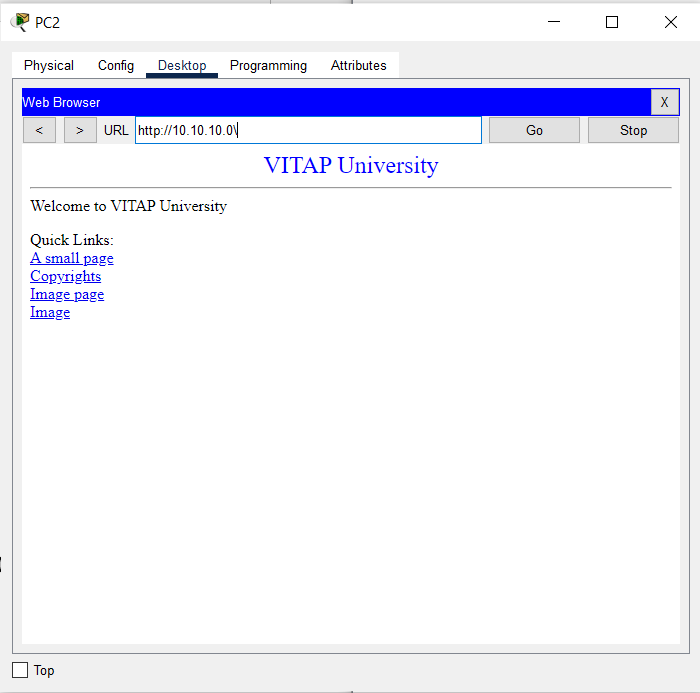 PC2
Physical Config Desktop Programming Attributes
Web Browser X
< > URL http://10.10.10.0\ Go Stop
VITAP University
Welcome to VITAP University
Quick Links:
A small page
Copyrights
Image page
Image
Top